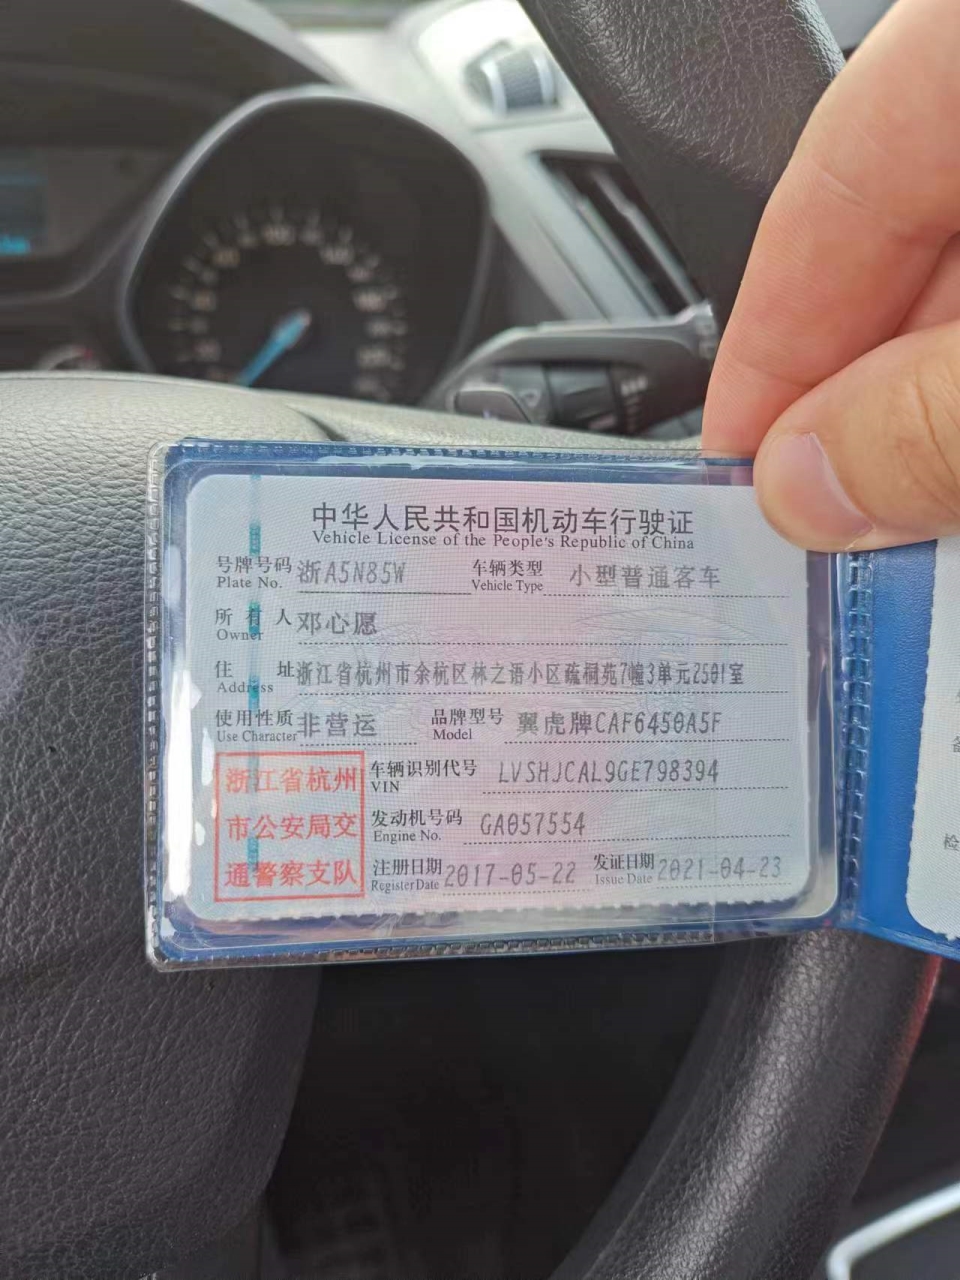 中华人民共和国机动车行驶证
Vehicle License of the People's Republic of China
号牌号码 浙A5N85W 车辆类型 小型普通客车
Plate No. Vehicle Type
所有人 邓心愿
Owner
住址 浙江省杭州市余杭区林之语小区疏桐苑7幢3单元2501室
Address
使用性质 非营运 品牌型号 翼虎牌CAF6450A5F
Use Character Model
浙江省杭州
市公安局交
通警察支队
车辆识别代号 LVSHJCAL9GE798394
VIN
发动机号码 GA057554
Engine No.
注册日期 2017-05-22 发证日期 2021-04-23
Register Date Issue Date